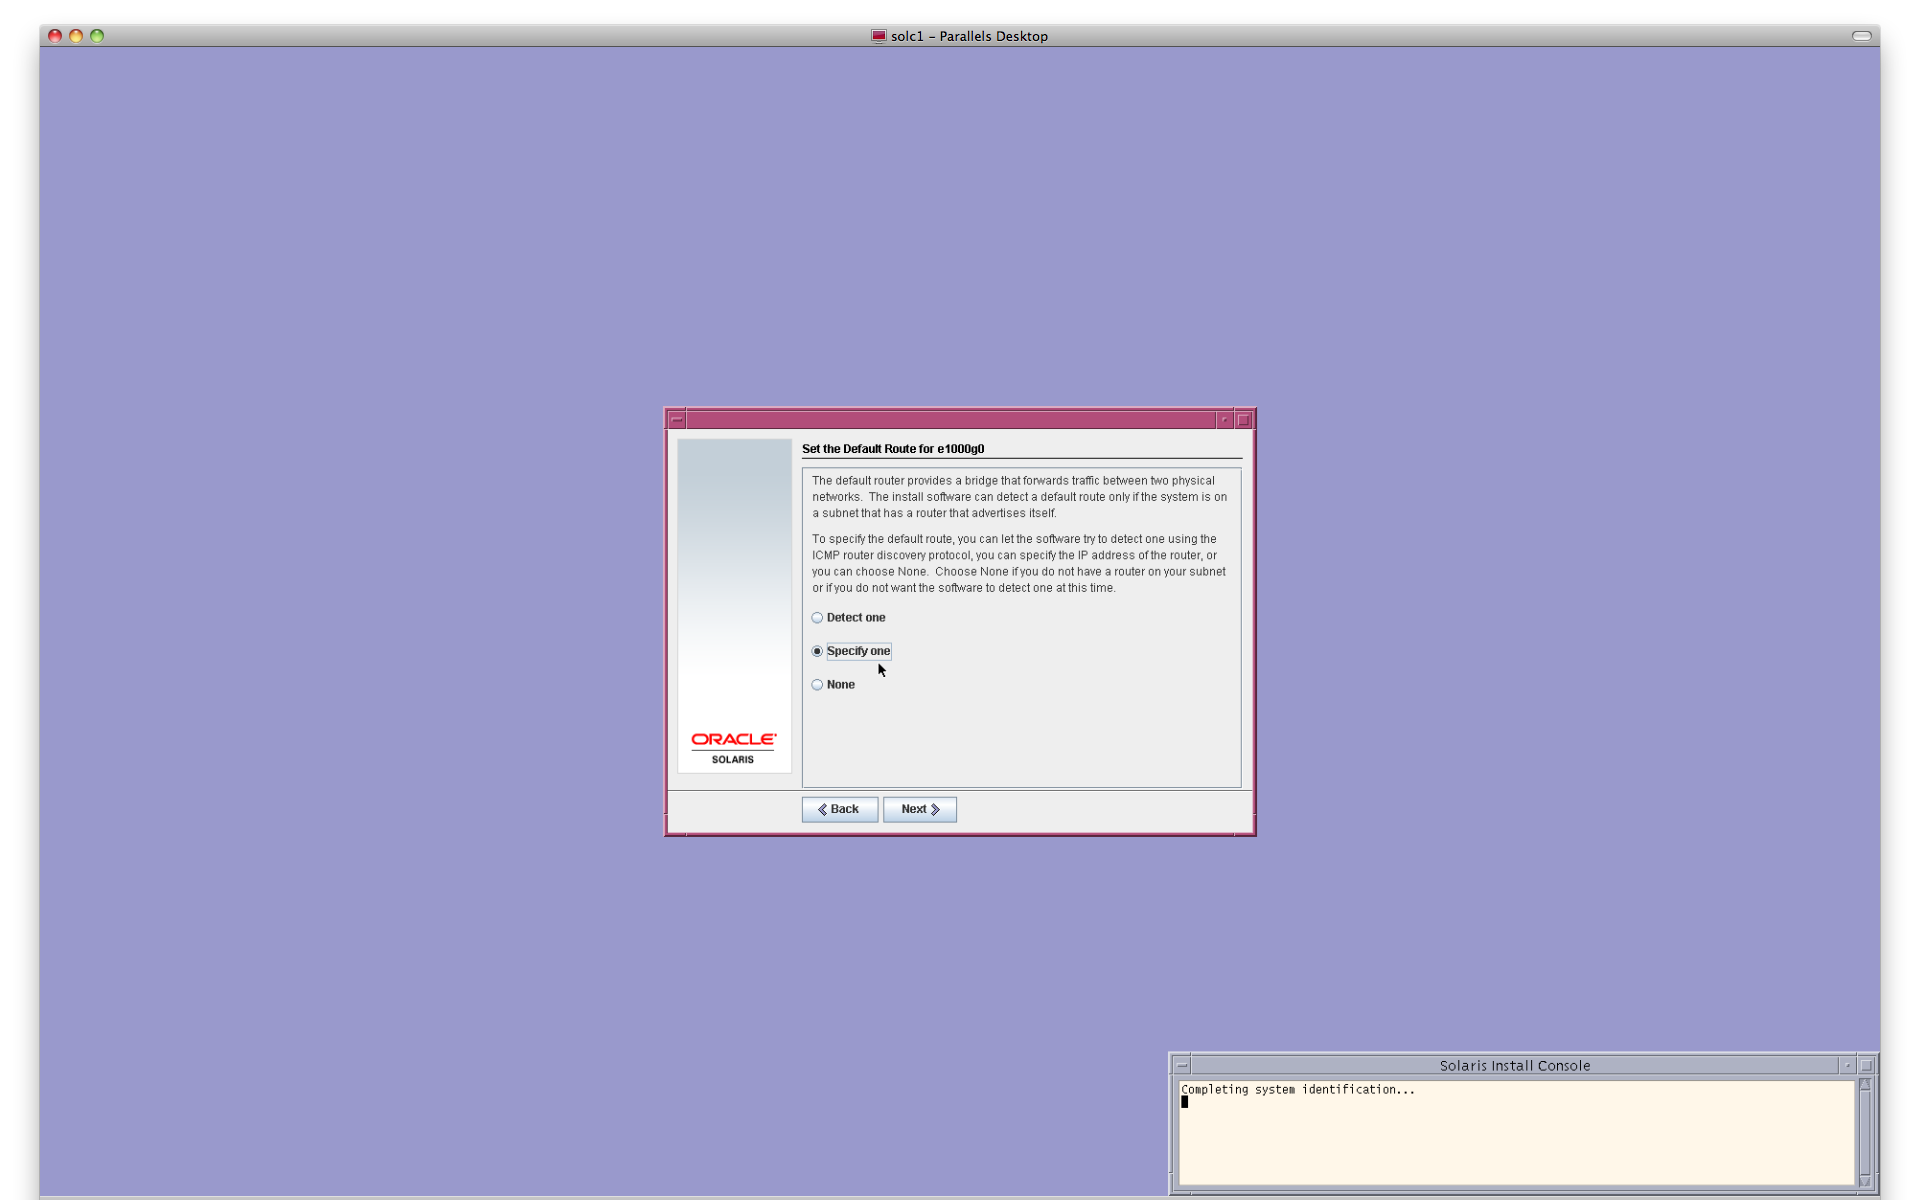 solc1 – Parallels Desktop
Set the Default Route for e1000g0
The default router provides a bridge that forwards traffic between two physical
networks.  The install software can detect a default route only if the system is on
a subnet that has a router that advertises itself.
To specify the default route, you can let the software try to detect one using the
ICMP router discovery protocol, you can specify the IP address of the router, or
you can choose None.  Choose None if you do not have a router on your subnet
or if you do not want the software to detect one at this time.
Detect one
Specify one
None
ORACLE
SOLARIS
Back Next
Solaris Install Console
Completing system identification...